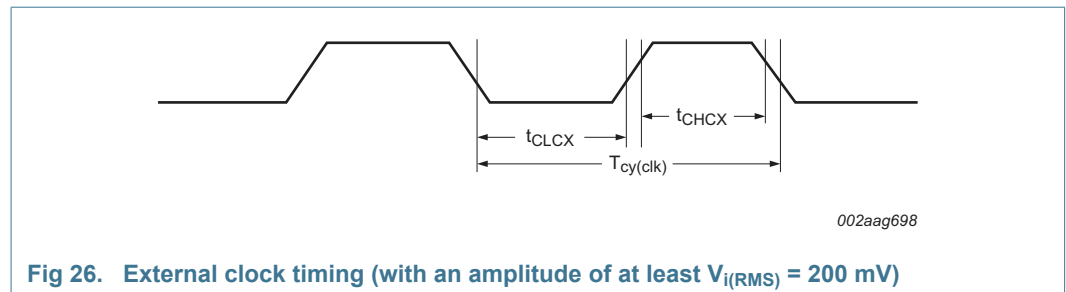 tCHCX
tCLCX
Tcy(clk)
002aag698
Fig 26. External clock timing (with an amplitude of at least Vi(RMS) = 200 mV)